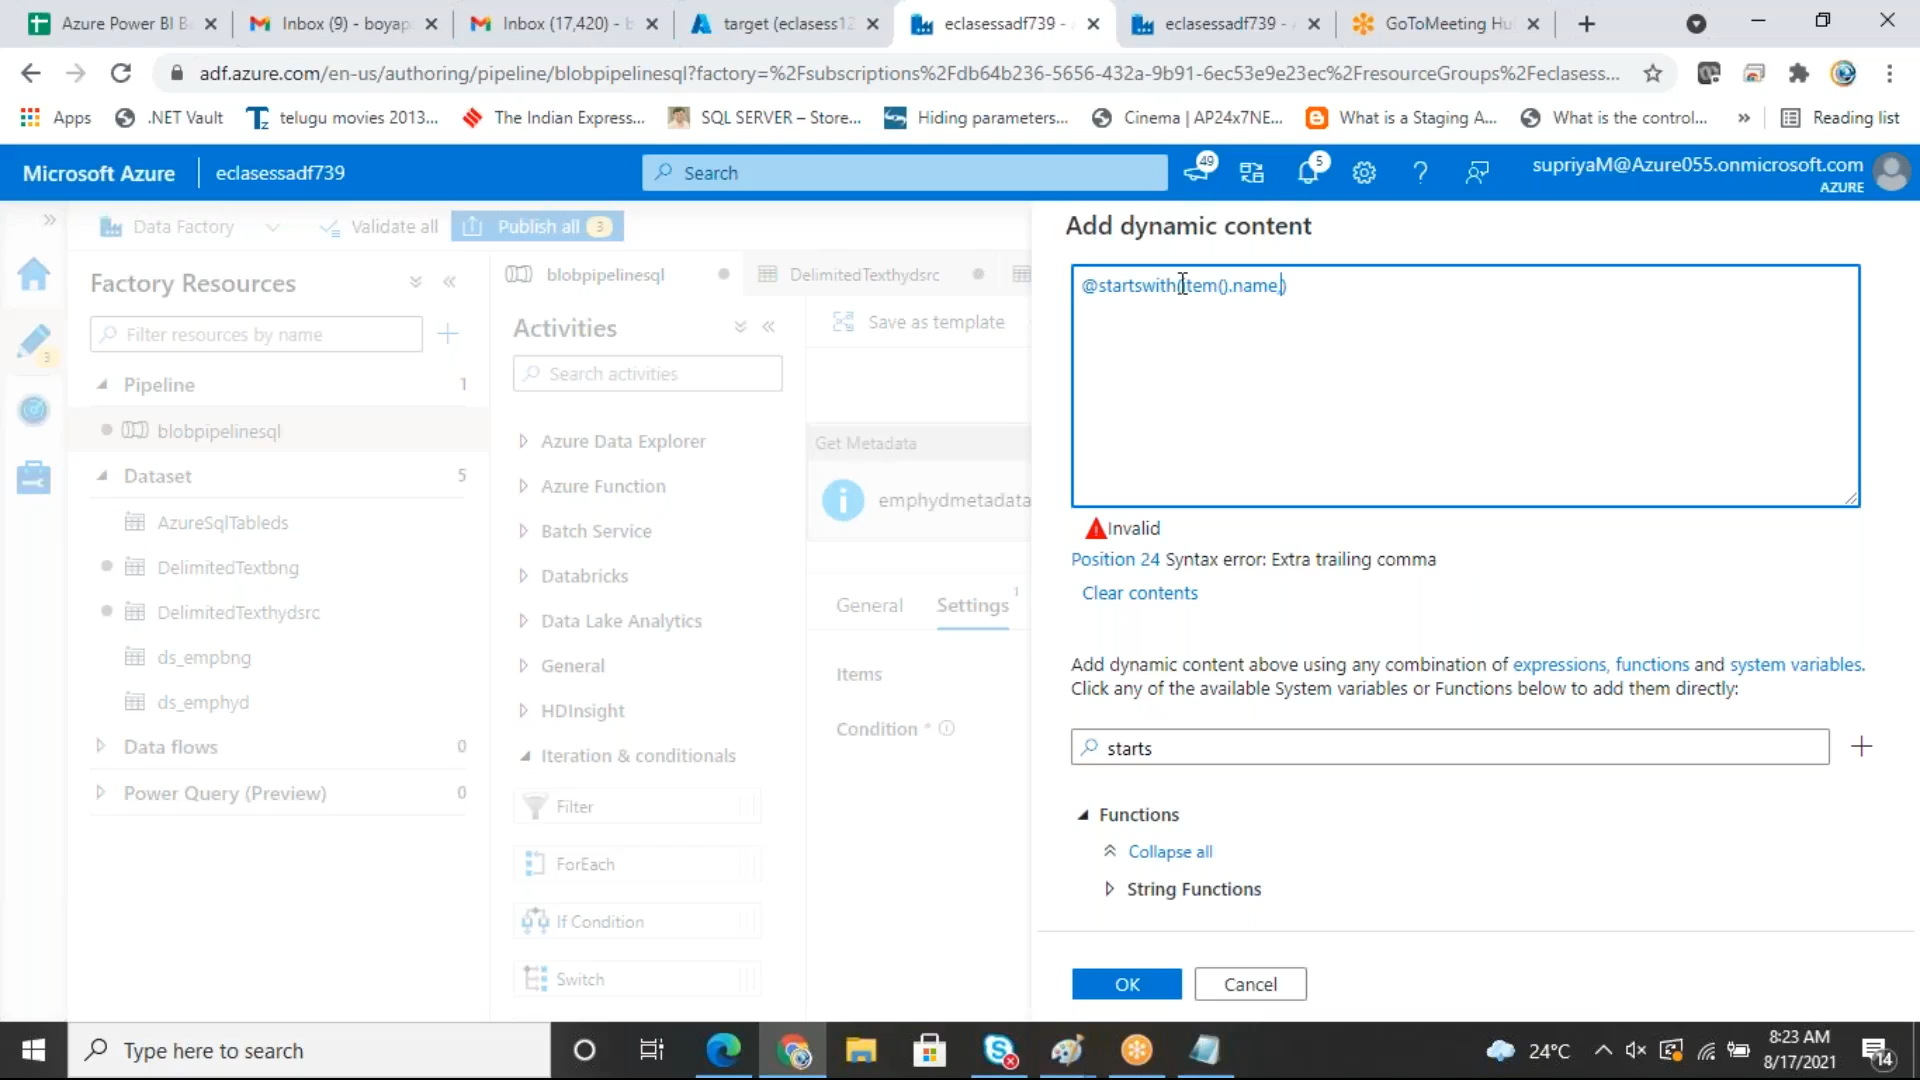 Azure Power BI B
Inbox (9) - boyap
Inbox (17,420) - b
target (eclasess12
eclasessadf739 -
eclasessadf739 -
GoToMeeting Hu
adf.azure.com/en-us/authoring/pipeline/blobpipelinesql?factory=%2Fsubscriptions%2Fdb64b236-5656-432a-9b91-6ec53e9e23ec%2FresourceGroups%2Feclasess...
Apps
.NET Vault
telugu movies 2013...
The Indian Express...
SQL SERVER – Store...
Hiding parameters...
Cinema | AP24x7NE...
What is a Staging A...
What is the control...
»
Reading list
Microsoft Azure
eclasessadf739
Search
49
5
supriyaM@Azure055.onmicrosoft.com
AZURE
Data Factory
Validate all
Publish all 3
Factory Resources
Filter resources by name
3
Pipeline 1
blobpipelinesql
Dataset 5
AzureSqlTableds
DelimitedTextbng
DelimitedTexthydsrc
ds_empbng
ds_emphyd
Data flows 0
Power Query (Preview) 0
blobpipelinesql
DelimitedTexthydsrc
Activities
Search activities
Azure Data Explorer
Azure Function
Batch Service
Databricks
Data Lake Analytics
General
HDInsight
Iteration & conditionals
Filter
ForEach
If Condition
Switch
Save as template
Get Metadata
emphydmetadata
General
Settings 1
Items
Condition *
Add dynamic content
@startswith(item().name,)
Invalid
Position 24 Syntax error: Extra trailing comma
Clear contents
Add dynamic content above using any combination of expressions, functions and system variables.
Click any of the available System variables or Functions below to add them directly:
starts
Functions
Collapse all
String Functions
OK
Cancel
Type here to search
24°C
8:23 AM
8/17/2021
14